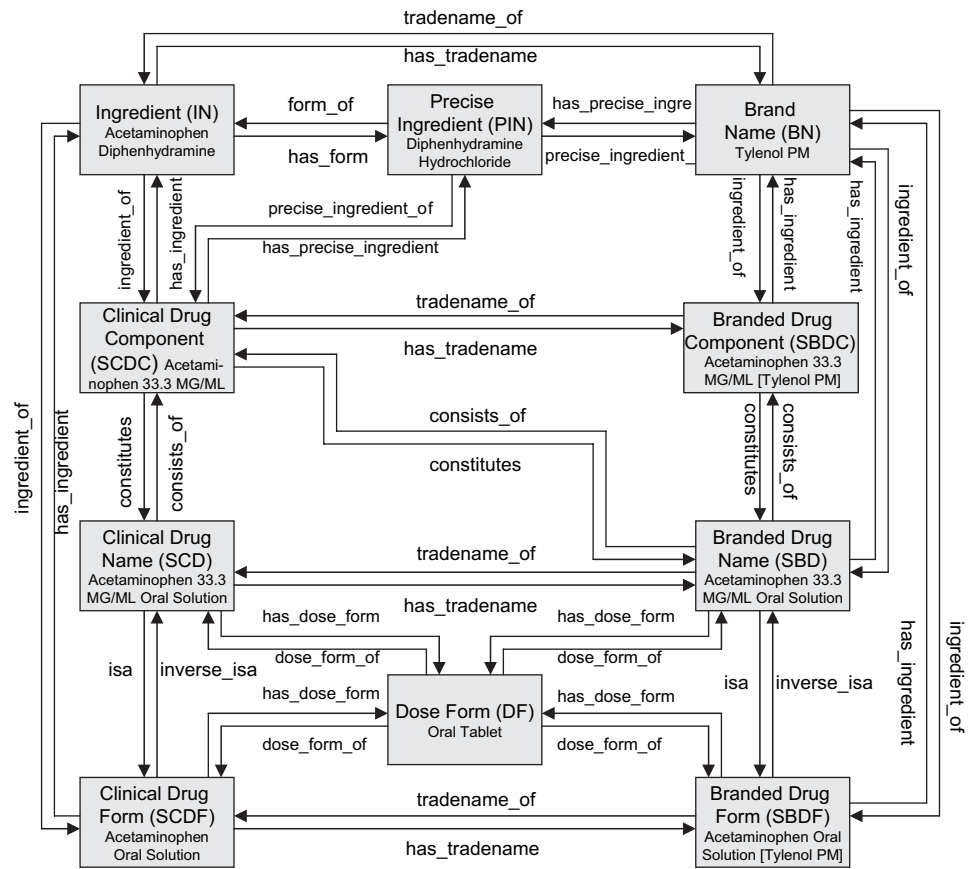 tradename_of
has_tradename
Ingredient (IN)
Acetaminophen
Diphenhydramine
form_of
has_form
Precise
Ingredient (PIN)
Diphenhydramine
Hydrochloride
has_precise_ingre
precise_ingredient_
Brand
Name (BN)
Tylenol PM
ingredient_of
has_ingredient
precise_ingredient_of
has_precise_ingredient
ingredient_of
has_ingredient
has_ingredient
ingredient_of
Clinical Drug
Component
(SCDC) Acetami-
nophen 33.3 MG/ML
tradename_of
has_tradename
Branded Drug
Component (SBDC)
Acetaminophen 33.3
MG/ML [Tylenol PM]
ingredient_of
has_ingredient
constitutes
consists_of
consists_of
constitutes
constitutes
consists_of
Clinical Drug
Name (SCD)
Acetaminophen 33.3
MG/ML Oral Solution
tradename_of
has_tradename
Branded Drug
Name (SBD)
Acetaminophen 33.3
MG/ML Oral Solution
has_dose_form
dose_form_of
has_dose_form
dose_form_of
isa
inverse_isa
isa
inverse_isa
has_ingredient
ingredient_of
Dose Form (DF)
Oral Tablet
has_dose_form
dose_form_of
has_dose_form
dose_form_of
Clinical Drug
Form (SCDF)
Acetaminophen
Oral Solution
tradename_of
has_tradename
Branded Drug
Form (SBDF)
Acetaminophen Oral
Solution [Tylenol PM]